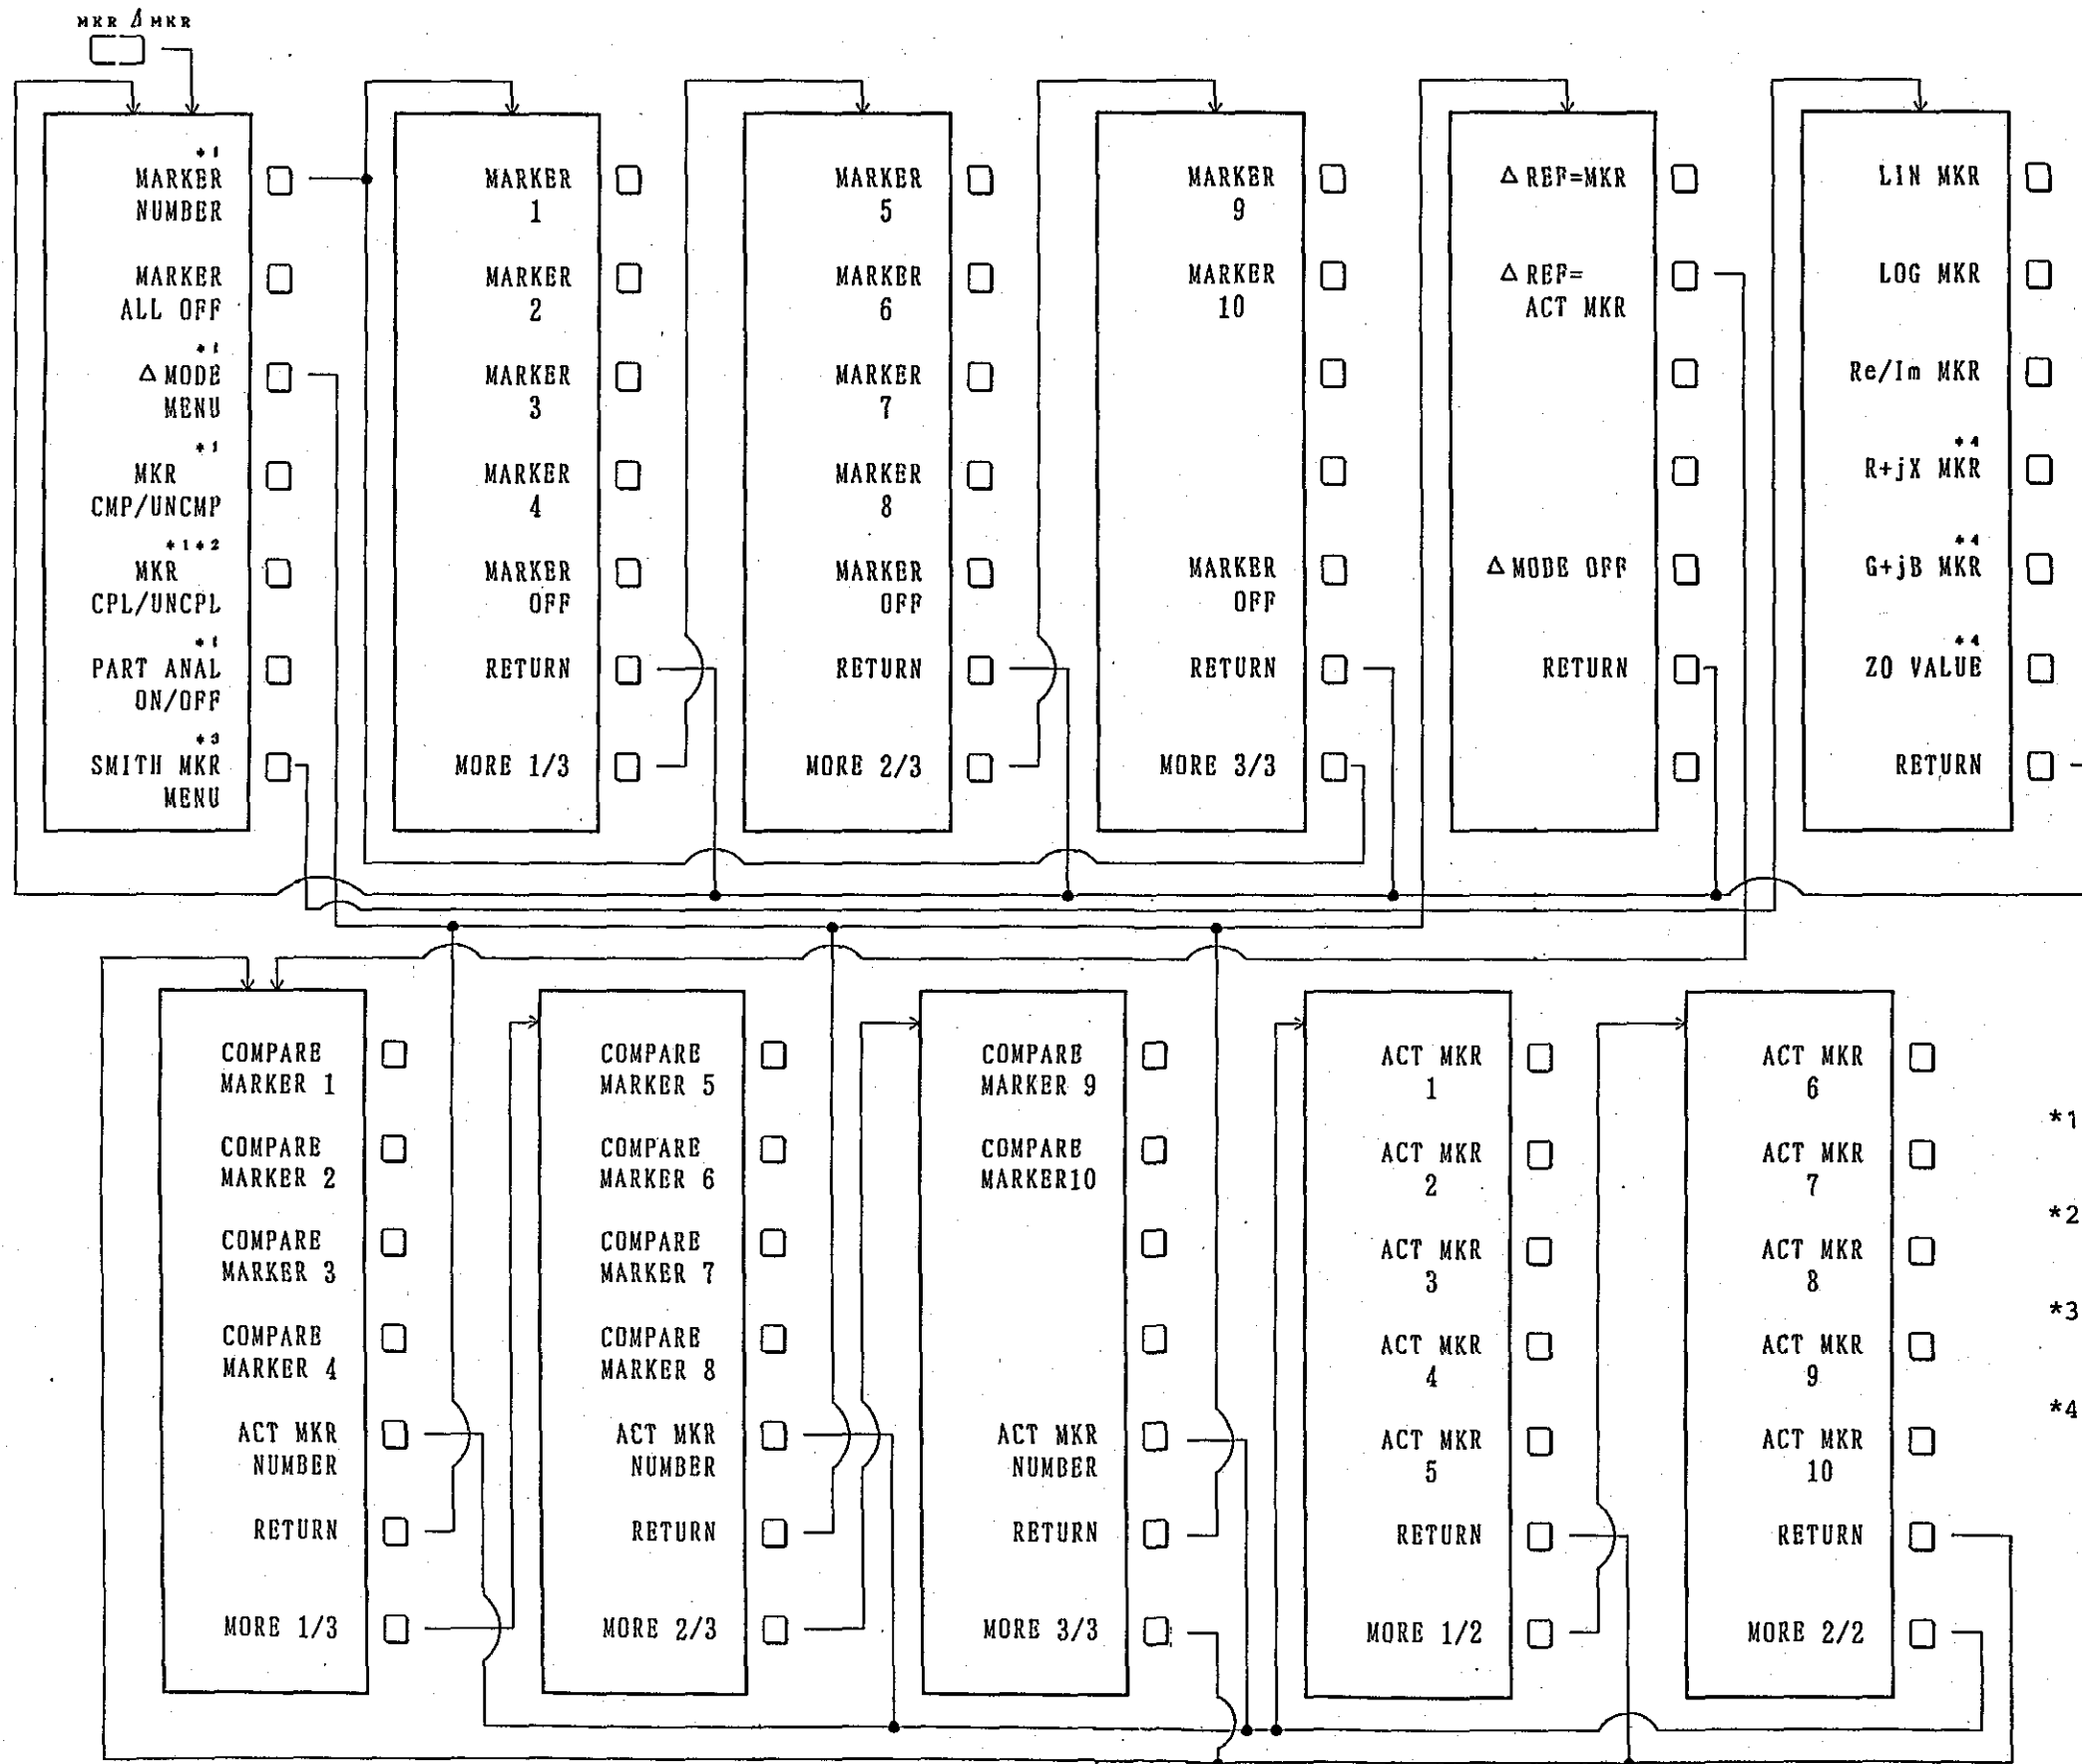 MKR Δ MKR
*1
MARKER
NUMBER
MARKER
ALL OFF
*1
Δ MODE
MENU
*1
MKR
CMP/UNCMP
*1*2
MKR
CPL/UNCPL
*1
PART ANAL
ON/OFF
*3
SMITH MKR
MENU
MARKER
1
MARKER
2
MARKER
3
MARKER
4
MARKER
OFF
RETURN
MORE 1/3
MARKER
5
MARKER
6
MARKER
7
MARKER
8
MARKER
OFF
RETURN
MORE 2/3
MARKER
9
MARKER
10
MARKER
OFF
RETURN
MORE 3/3
Δ REF=MKR
Δ REF=
ACT MKR
Δ MODE OFF
RETURN
LIN MKR
LOG MKR
Re/Im MKR
*4
R+jX MKR
*4
G+jB MKR
*4
ZO VALUE
RETURN
COMPARE
MARKER 1
COMPARE
MARKER 2
COMPARE
MARKER 3
COMPARE
MARKER 4
ACT MKR
NUMBER
RETURN
MORE 1/3
COMPARE
MARKER 5
COMPARE
MARKER 6
COMPARE
MARKER 7
COMPARE
MARKER 8
ACT MKR
NUMBER
RETURN
MORE 2/3
COMPARE
MARKER 9
COMPARE
MARKER10
ACT MKR
NUMBER
RETURN
MORE 3/3
ACT MKR
1
ACT MKR
2
ACT MKR
3
ACT MKR
4
ACT MKR
5
RETURN
MORE 1/2
ACT MKR
6
ACT MKR
7
ACT MKR
8
ACT MKR
9
ACT MKR
10
RETURN
MORE 2/2
*1
*2
*3
*4